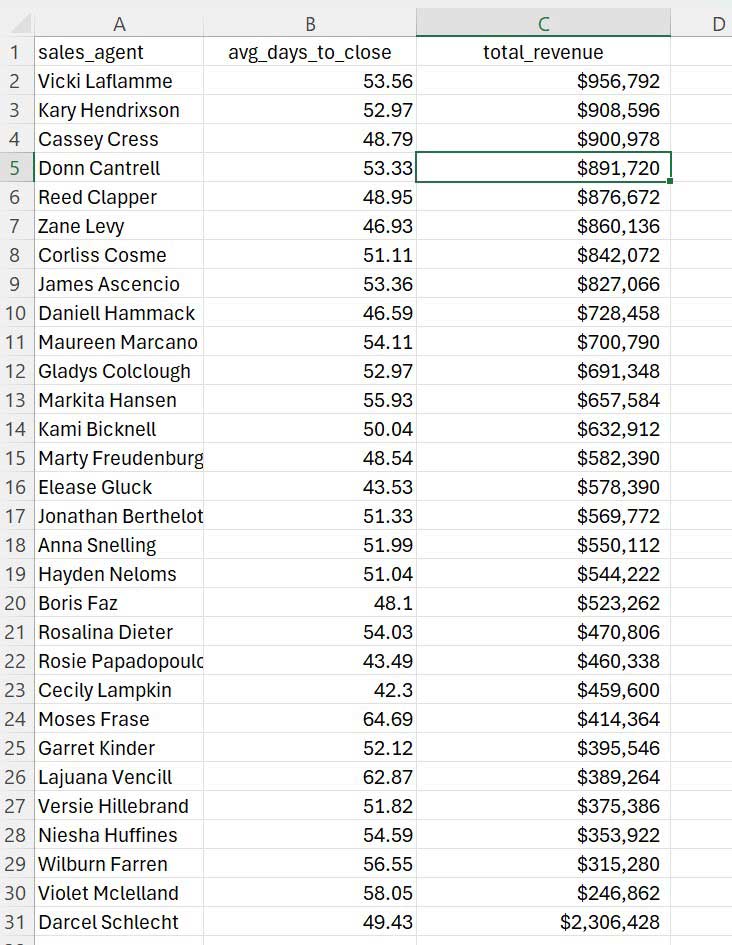 A B C D
1 sales_agent avg_days_to_close total_revenue
2 Vicki Laflamme 53.56 $956,792
3 Kary Hendrixson 52.97 $908,596
4 Cassey Cress 48.79 $900,978
5 Donn Cantrell 53.33 $891,720
6 Reed Clapper 48.95 $876,672
7 Zane Levy 46.93 $860,136
8 Corliss Cosme 51.11 $842,072
9 James Ascencio 53.36 $827,066
10 Daniell Hammack 46.59 $728,458
11 Maureen Marcano 54.11 $700,790
12 Gladys Colclough 52.97 $691,348
13 Markita Hansen 55.93 $657,584
14 Kami Bicknell 50.04 $632,912
15 Marty Freudenburg 48.54 $582,390
16 Elease Gluck 43.53 $578,390
17 Jonathan Berthelot 51.33 $569,772
18 Anna Snelling 51.99 $550,112
19 Hayden Neloms 51.04 $544,222
20 Boris Faz 48.1 $523,262
21 Rosalina Dieter 54.03 $470,806
22 Rosie 43.49 $460,338
23 Cecily Lampkin 42.3 $459,600
24 Moses Frase 64.69 $414,364
25 Garret Kinder 52.12 $395,546
26 Lajuana Vencill 62.87 $389,264
27 Versie Hillebrand 51.82 $375,386
28 Niesha Huffines 54.59 $353,922
29 Wilburn Farren 56.55 $315,280
30 Violet Mclelland 58.05 $246,862
31 Darcel Schlecht 49.43 $2,306,428